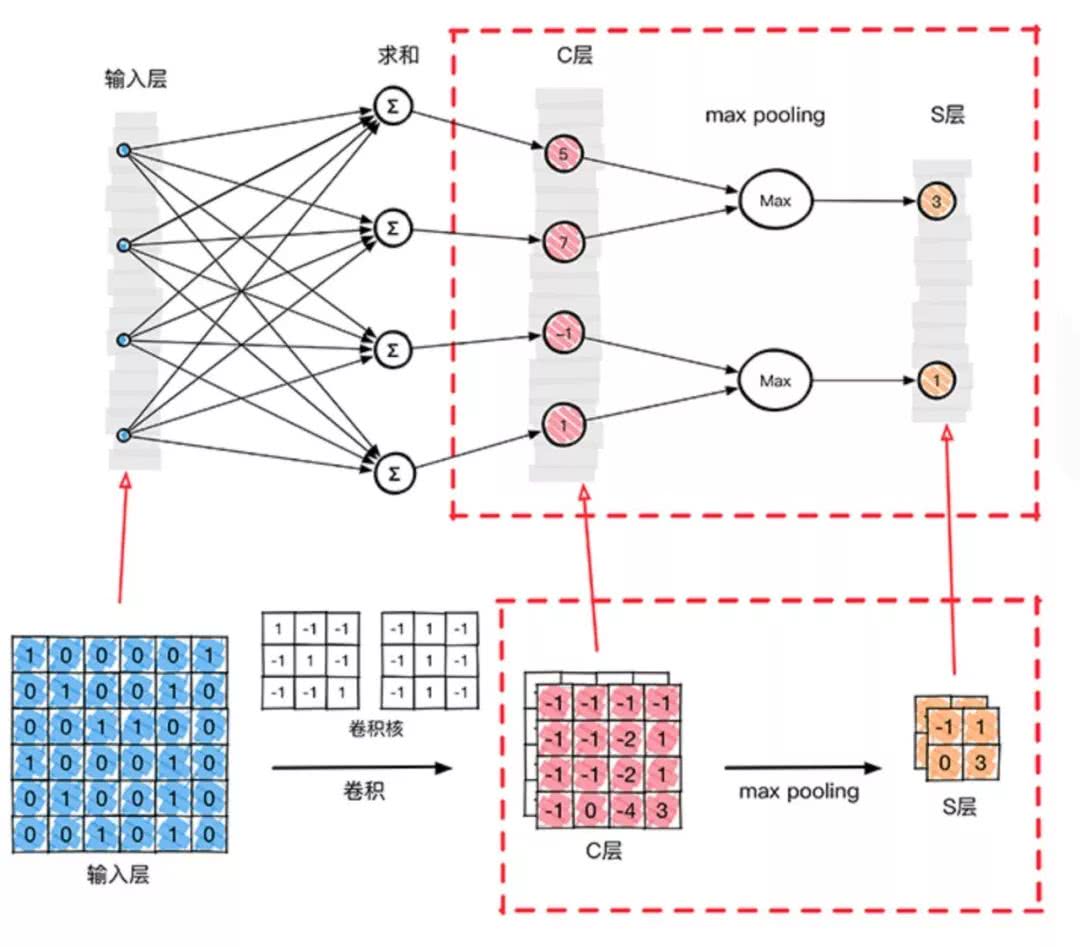 输入层
求和
C层
max pooling
S层
Σ
Σ
Σ
Σ
5
7
-1
1
Max
Max
3
1
1 0 0 0 0 1
0 1 0 0 1 0
0 0 1 1 0 0
1 0 0 0 1 0
0 1 0 0 1 0
0 0 1 0 1 0
输入层
1 -1 -1
-1 1 -1
-1 -1 1
-1 1 -1
-1 1 -1
-1 1 -1
卷积核
卷积
-1 -1 -1 -1
-1 -1 -2 1
-1 -1 -2 1
-1 0 -4 3
C层
max pooling
-1 1
0 3
S层